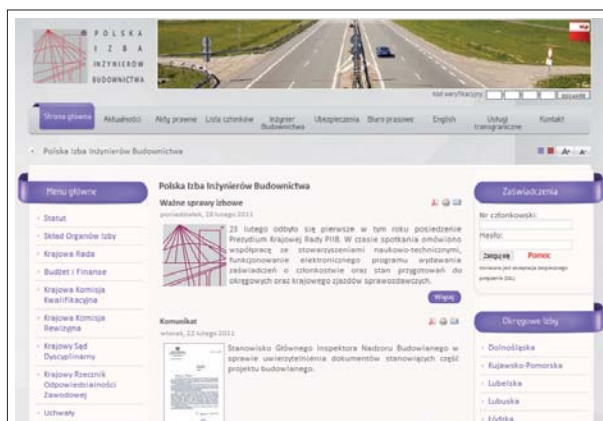 POLSKA
IZBA
INŻYNIERÓW
BUDOWNICTWA
Kod weryfikacyjny:
Strona główna
Aktualności
Akty prawne
Lista członków
Inżynier
Budownictwa
Ubezpieczenia
Biuro prasowe
English
Usługi
transgraniczne
Kontakt
Polska Izba Inżynierów Budownictwa
A+ A-
Menu główne
Statut
Skład Organów Izby
Krajowa Rada
Budżet i Finanse
Krajowa Komisja
Kwalifikacyjna
Krajowa Komisja
Rewizyjna
Krajowy Sąd
Dyscyplinarny
Krajowy Rzecznik
Odpowiedzialności
Zawodowej
Uchwały
Polska Izba Inżynierów Budownictwa
Ważne sprawy izbowe
poniedziałek, 28 lutego 2011
23 lutego odbyło się pierwsze w tym roku posiedzenie
Prezydium Krajowej Rady PIIB. W czasie spotkania omówiono
współpracę ze stowarzyszeniami naukowo-technicznymi,
funkcjonowanie elektronicznego programu wydawania
zaświadczeń o członkostwie oraz stan przygotowań do
okręgowych oraz krajowego zjazdów sprawozdawczych.
Więcej
Komunikat
wtorek, 22 lutego 2011
Stanowisko Głównego Inspektora Nadzoru Budowlanego w
sprawie uwierzytelnienia dokumentów stanowiących część
projektu budowlanego.
Zaświadczenia
Nr członkowski:
Hasło:
Zaloguj się
Pomoc
Okręgowe Izby
Dolnośląska
Kujawsko-Pomorska
Lubelska
Lubuska
Łódzka